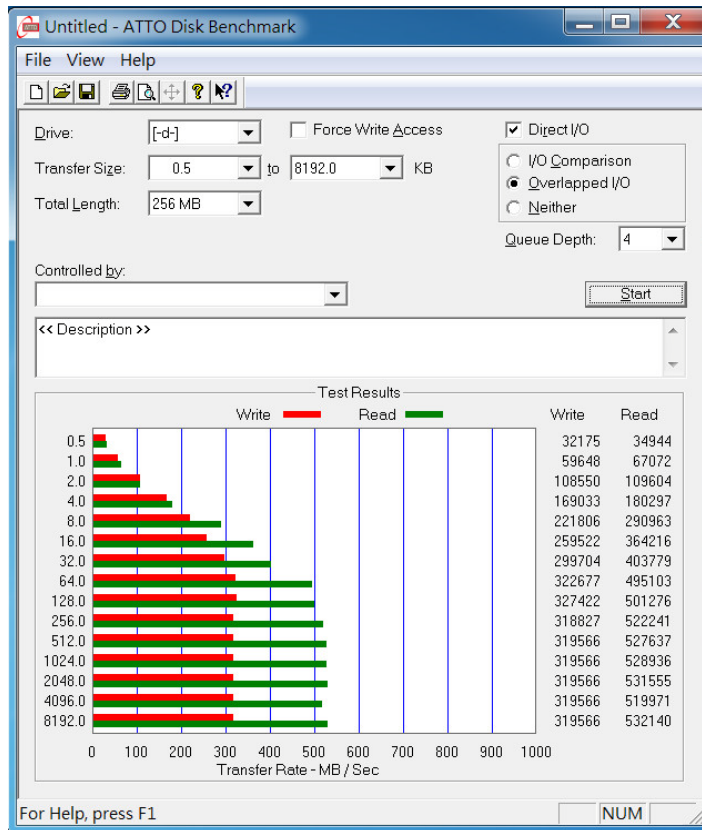 Untitled - ATTO Disk Benchmark
File View Help
Drive: [-d-] Force Write Access Direct I/O
Transfer Size: 0.5 to 8192.0 KB I/O Comparison
Overlapped I/O
Total Length: 256 MB Neither
Queue Depth: 4
Controlled by:
Start
<< Description >>
Test Results
Write Read Write Read
0.5 32175 34944
1.0 59648 67072
2.0 108550 109604
4.0 169033 180297
8.0 221806 290963
16.0 259522 364216
32.0 299704 403779
64.0 322677 495103
128.0 327422 501276
256.0 318827 522241
512.0 319566 527637
1024.0 319566 528936
2048.0 319566 531555
4096.0 319566 519971
8192.0 319566 532140
0 100 200 300 400 500 600 700 800 900 1000
Transfer Rate - MB / Sec
For Help, press F1 NUM